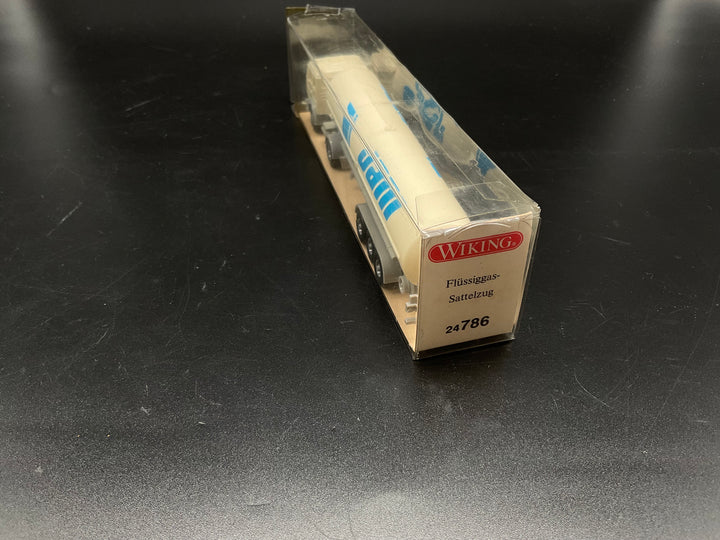 WIKING®
Flüssiggas-
Sattelzug
24786